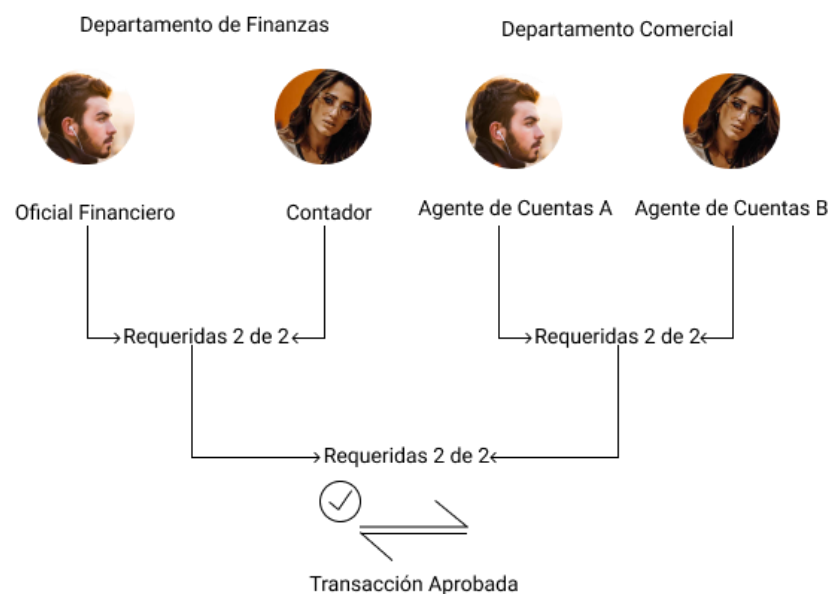 Departamento de Finanzas
Departamento Comercial
Oficial Financiero
Contador
Agente de Cuentas A
Agente de Cuentas B
Requeridas 2 de 2
Requeridas 2 de 2
Requeridas 2 de 2
Transacción Aprobada